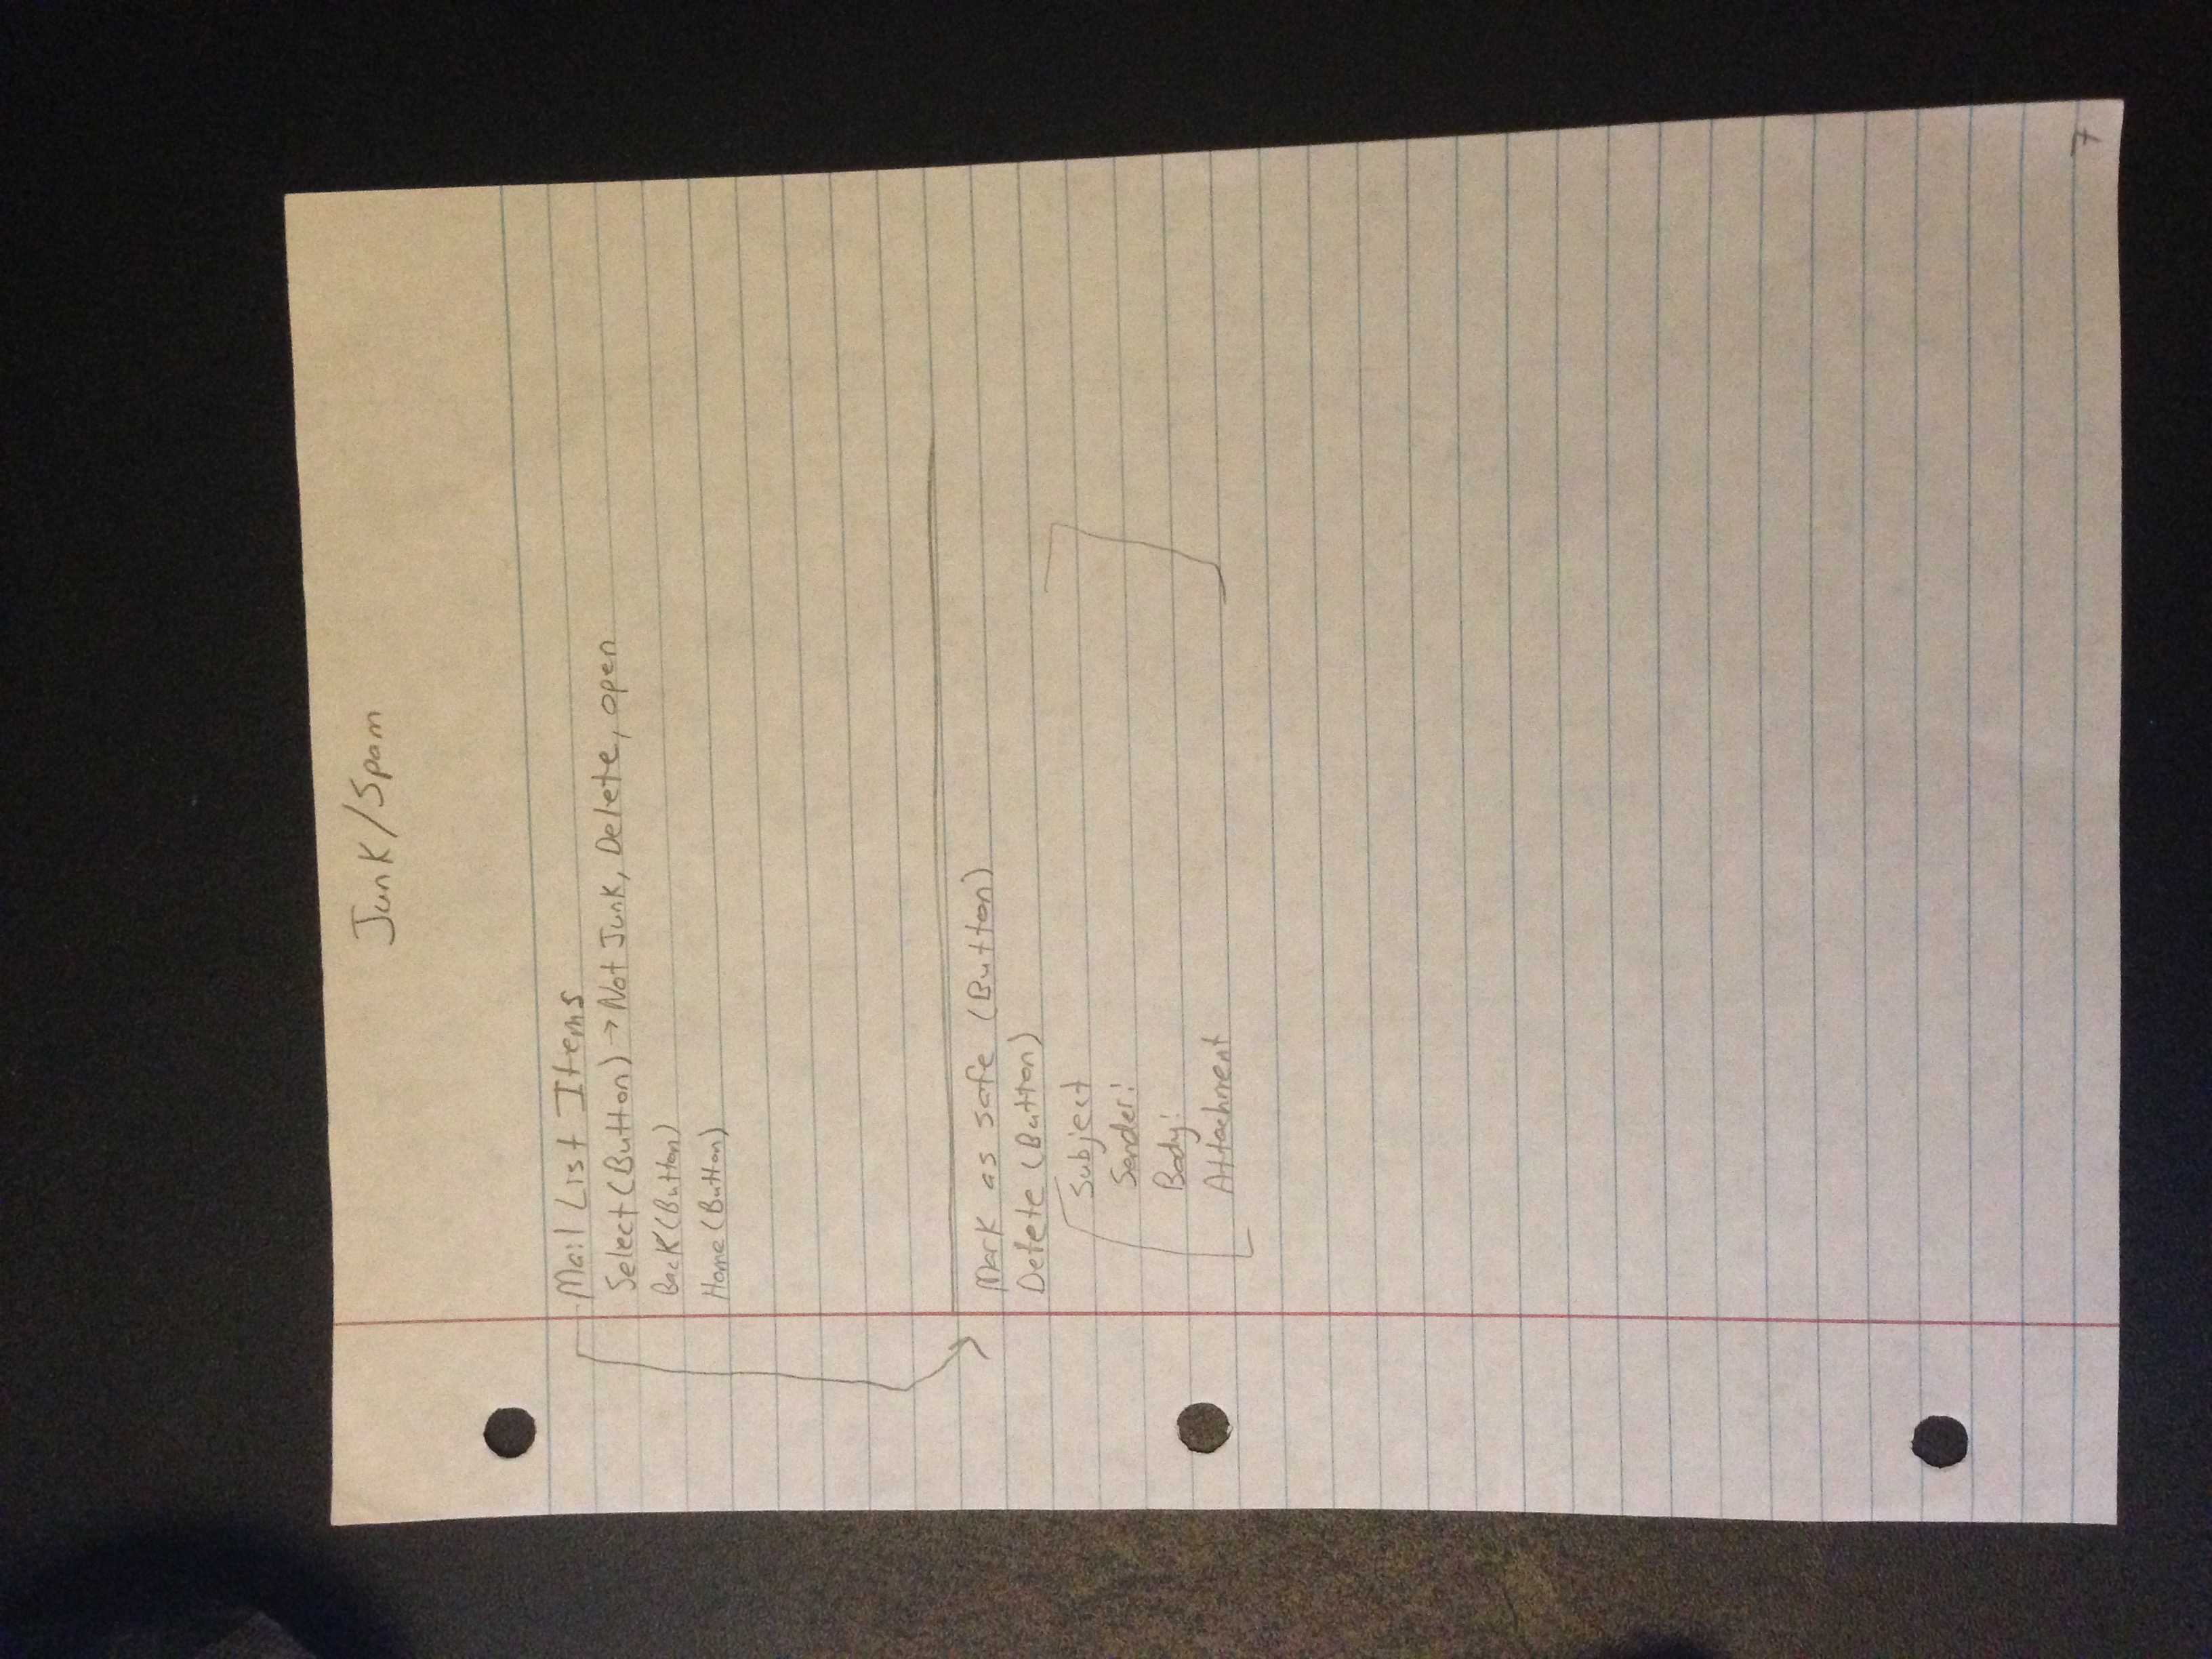 Junk/Spam
Mail List Items
Select (Button) → Not Junk, Delete, open
Back (Button)
Home (Button)
Mark as safe (Button)
Delete (Button)
Subject
Sender:
Body:
Attachment
7